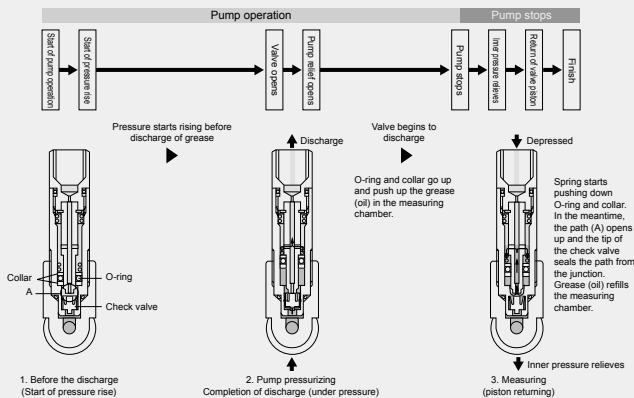 Pump operation
Pump stops
Start of pump operation
Start of pressure rise
Valve opens
Pump relief opens
Pump stops
Inner pressure relieves
Return of valve piston
Finish
Pressure starts rising before
discharge of grease
Discharge
Valve begins to
discharge
Depressed
O-ring and collar go up
and push up the grease
(oil) in the measuring
chamber.
Spring starts
pushing down
O-ring and collar.
In the meantime,
the path (A) opens
up and the tip of
the check valve
seals the path from
the junction.
Grease (oil) refills
the measuring
chamber.
Collar
O-ring
A
Check valve
Inner pressure relieves
1. Before the discharge
(Start of pressure rise)
2. Pump pressurizing
Completion of discharge (under pressure)
3. Measuring
(piston returning)